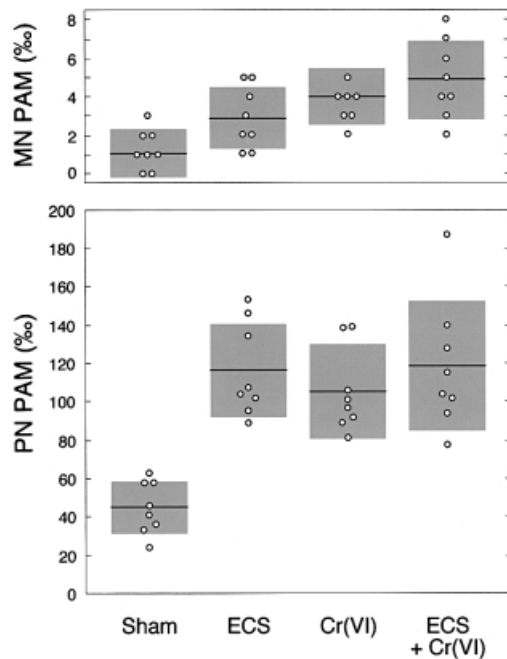 MN PAM (‰)
8
6
4
2
0
PN PAM (‰)
200
180
160
140
120
100
80
60
40
20
0
Sham
ECS
Cr(VI)
ECS
+ Cr(VI)